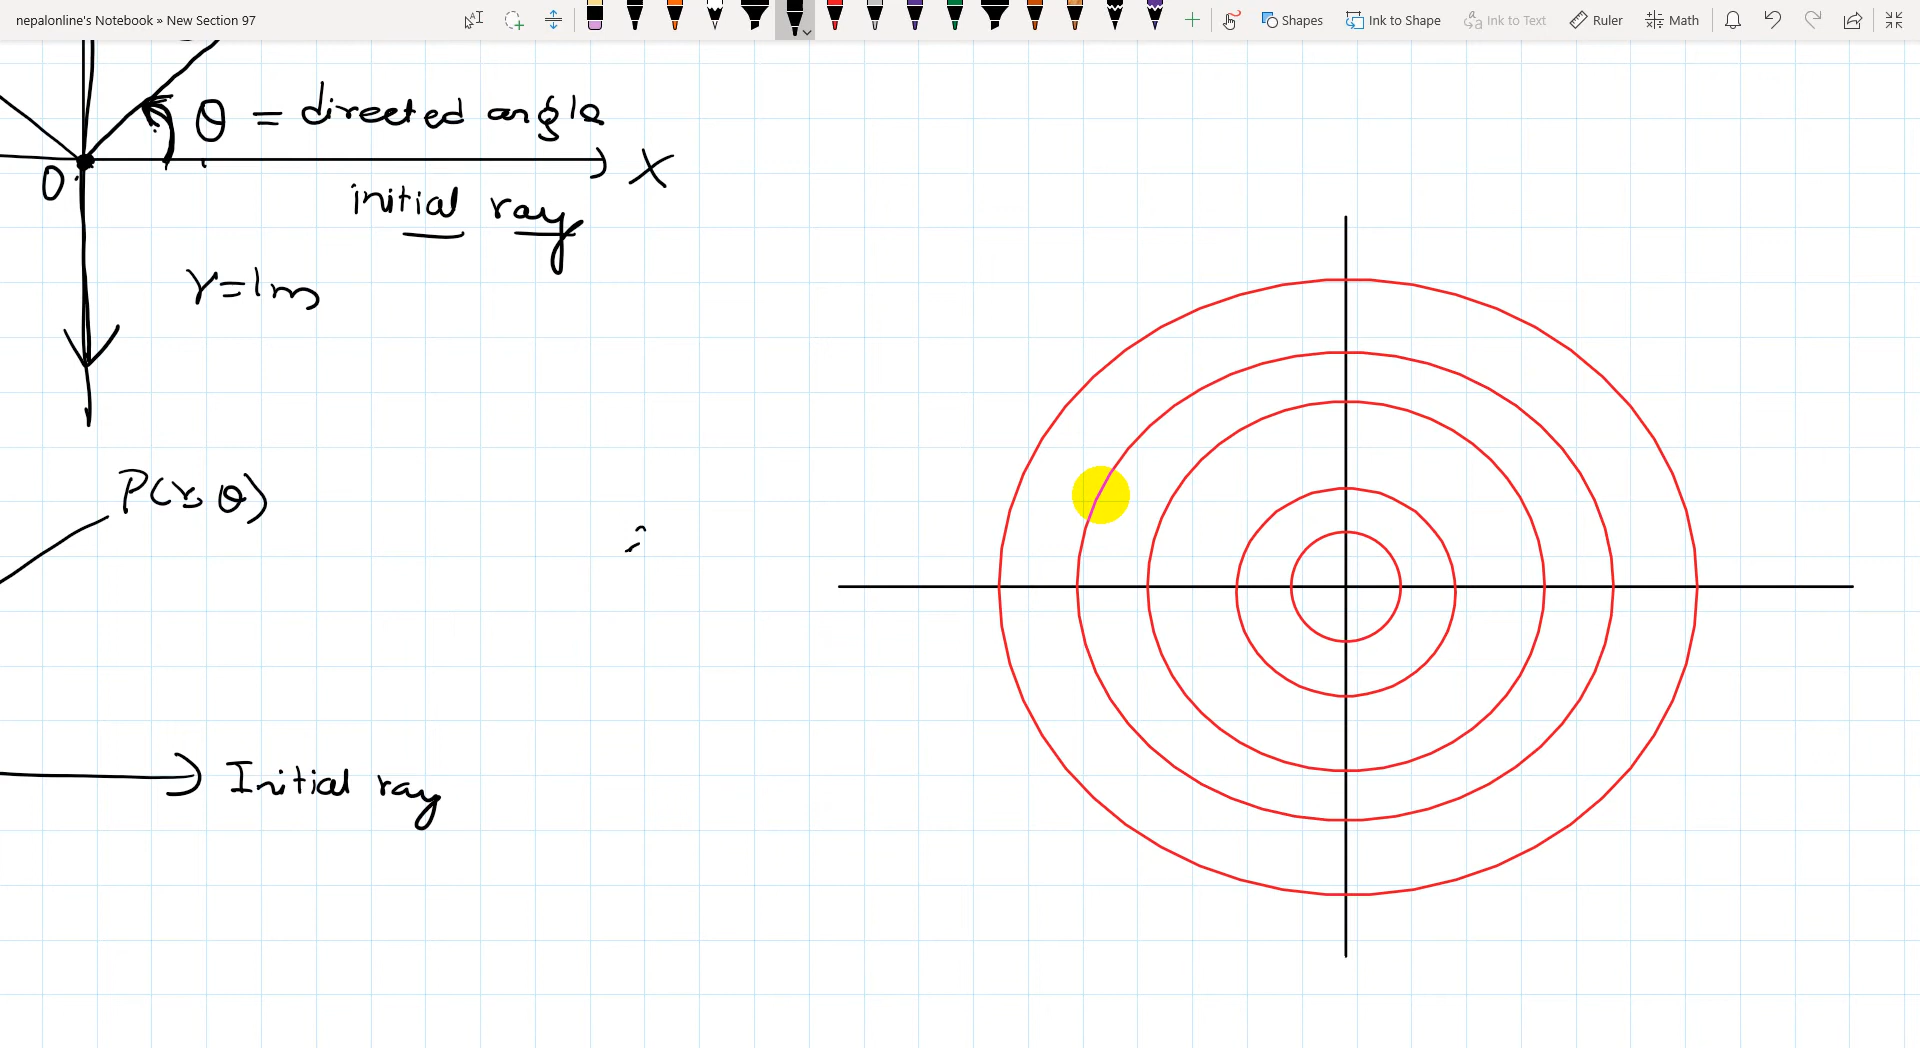 nepalonline's Notebook » New Section 97
Shapes
Ink to Shape
Ink to Text
Ruler
Math
θ = directed angle
O
X
initial ray
r=1m
P(r, θ)
Initial ray